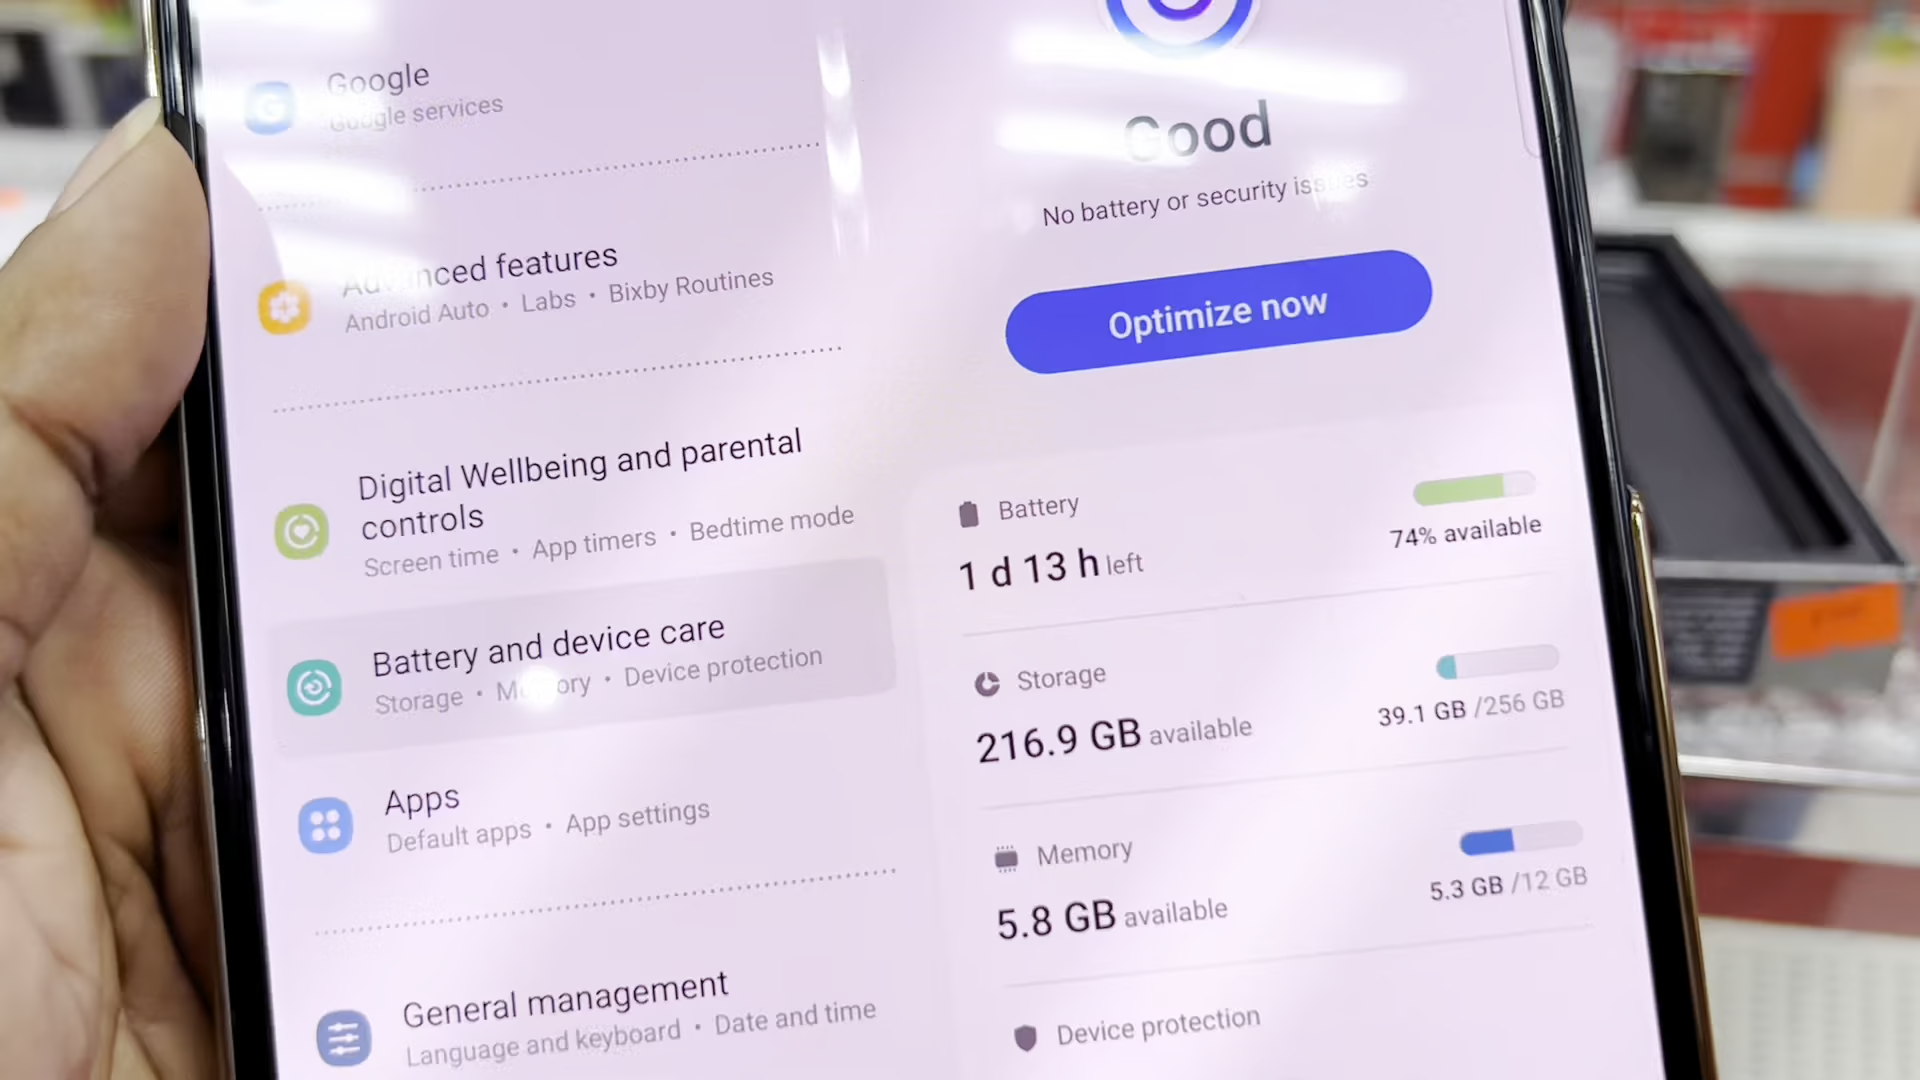 Google
Google services
Advanced features
Android Auto • Labs • Bixby Routines
Digital Wellbeing and parental
controls
Screen time • App timers • Bedtime mode
Battery and device care
Storage • Memory • Device protection
Apps
Default apps • App settings
General management
Language and keyboard • Date and time
Good
No battery or security issues
Optimize now
Battery
1 d 13 h left
74% available
Storage
216.9 GB available
39.1 GB /256 GB
Memory
5.8 GB available
5.3 GB /12 GB
Device protection